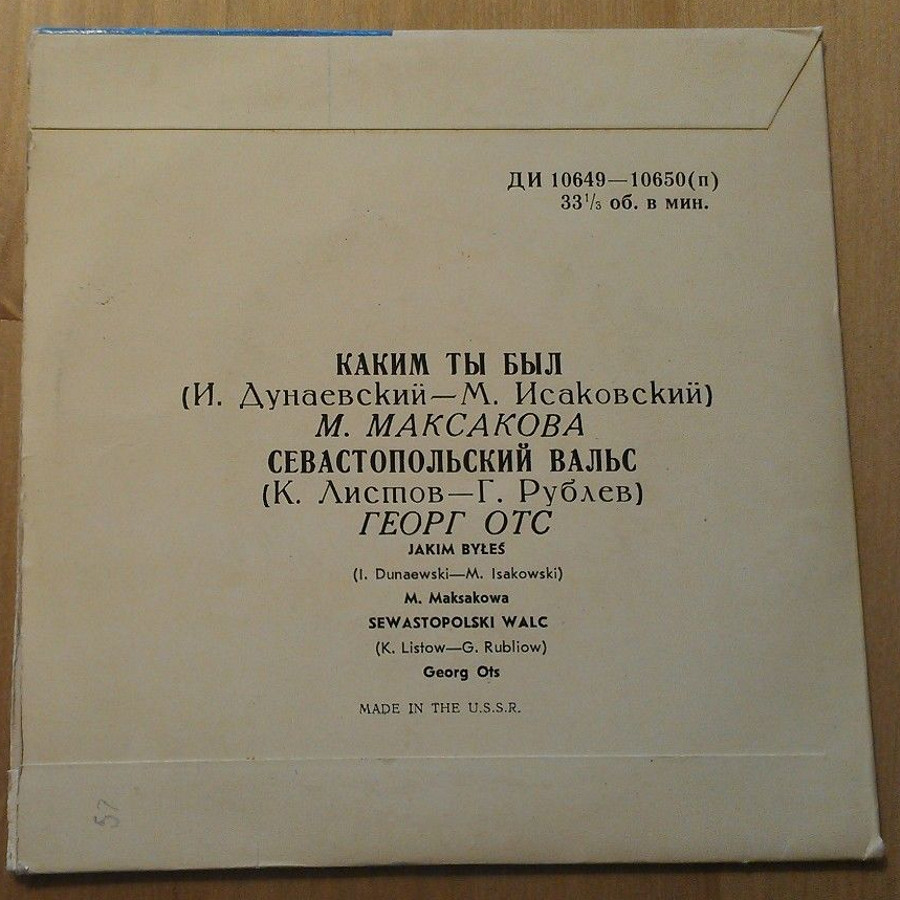 ДИ 10649—10650(п)
33⅓ об. в мин.
КАКИМ ТЫ БЫЛ
(И. Дунаевский—М. Исаковский)
М. МАКСАКОВА
СЕВАСТОПОЛЬСКИЙ ВАЛЬС
(К. Листов—Г. Рублев)
ГЕОРГ ОТС
JAKIM BYŁEŚ
(I. Dunaewski—M. Isakowski)
M. Maksakowa
SEWASTOPOLSKI WALC
(K. Listow—G. Rubliow)
Georg Ots
MADE IN THE U.S.S.R.
57